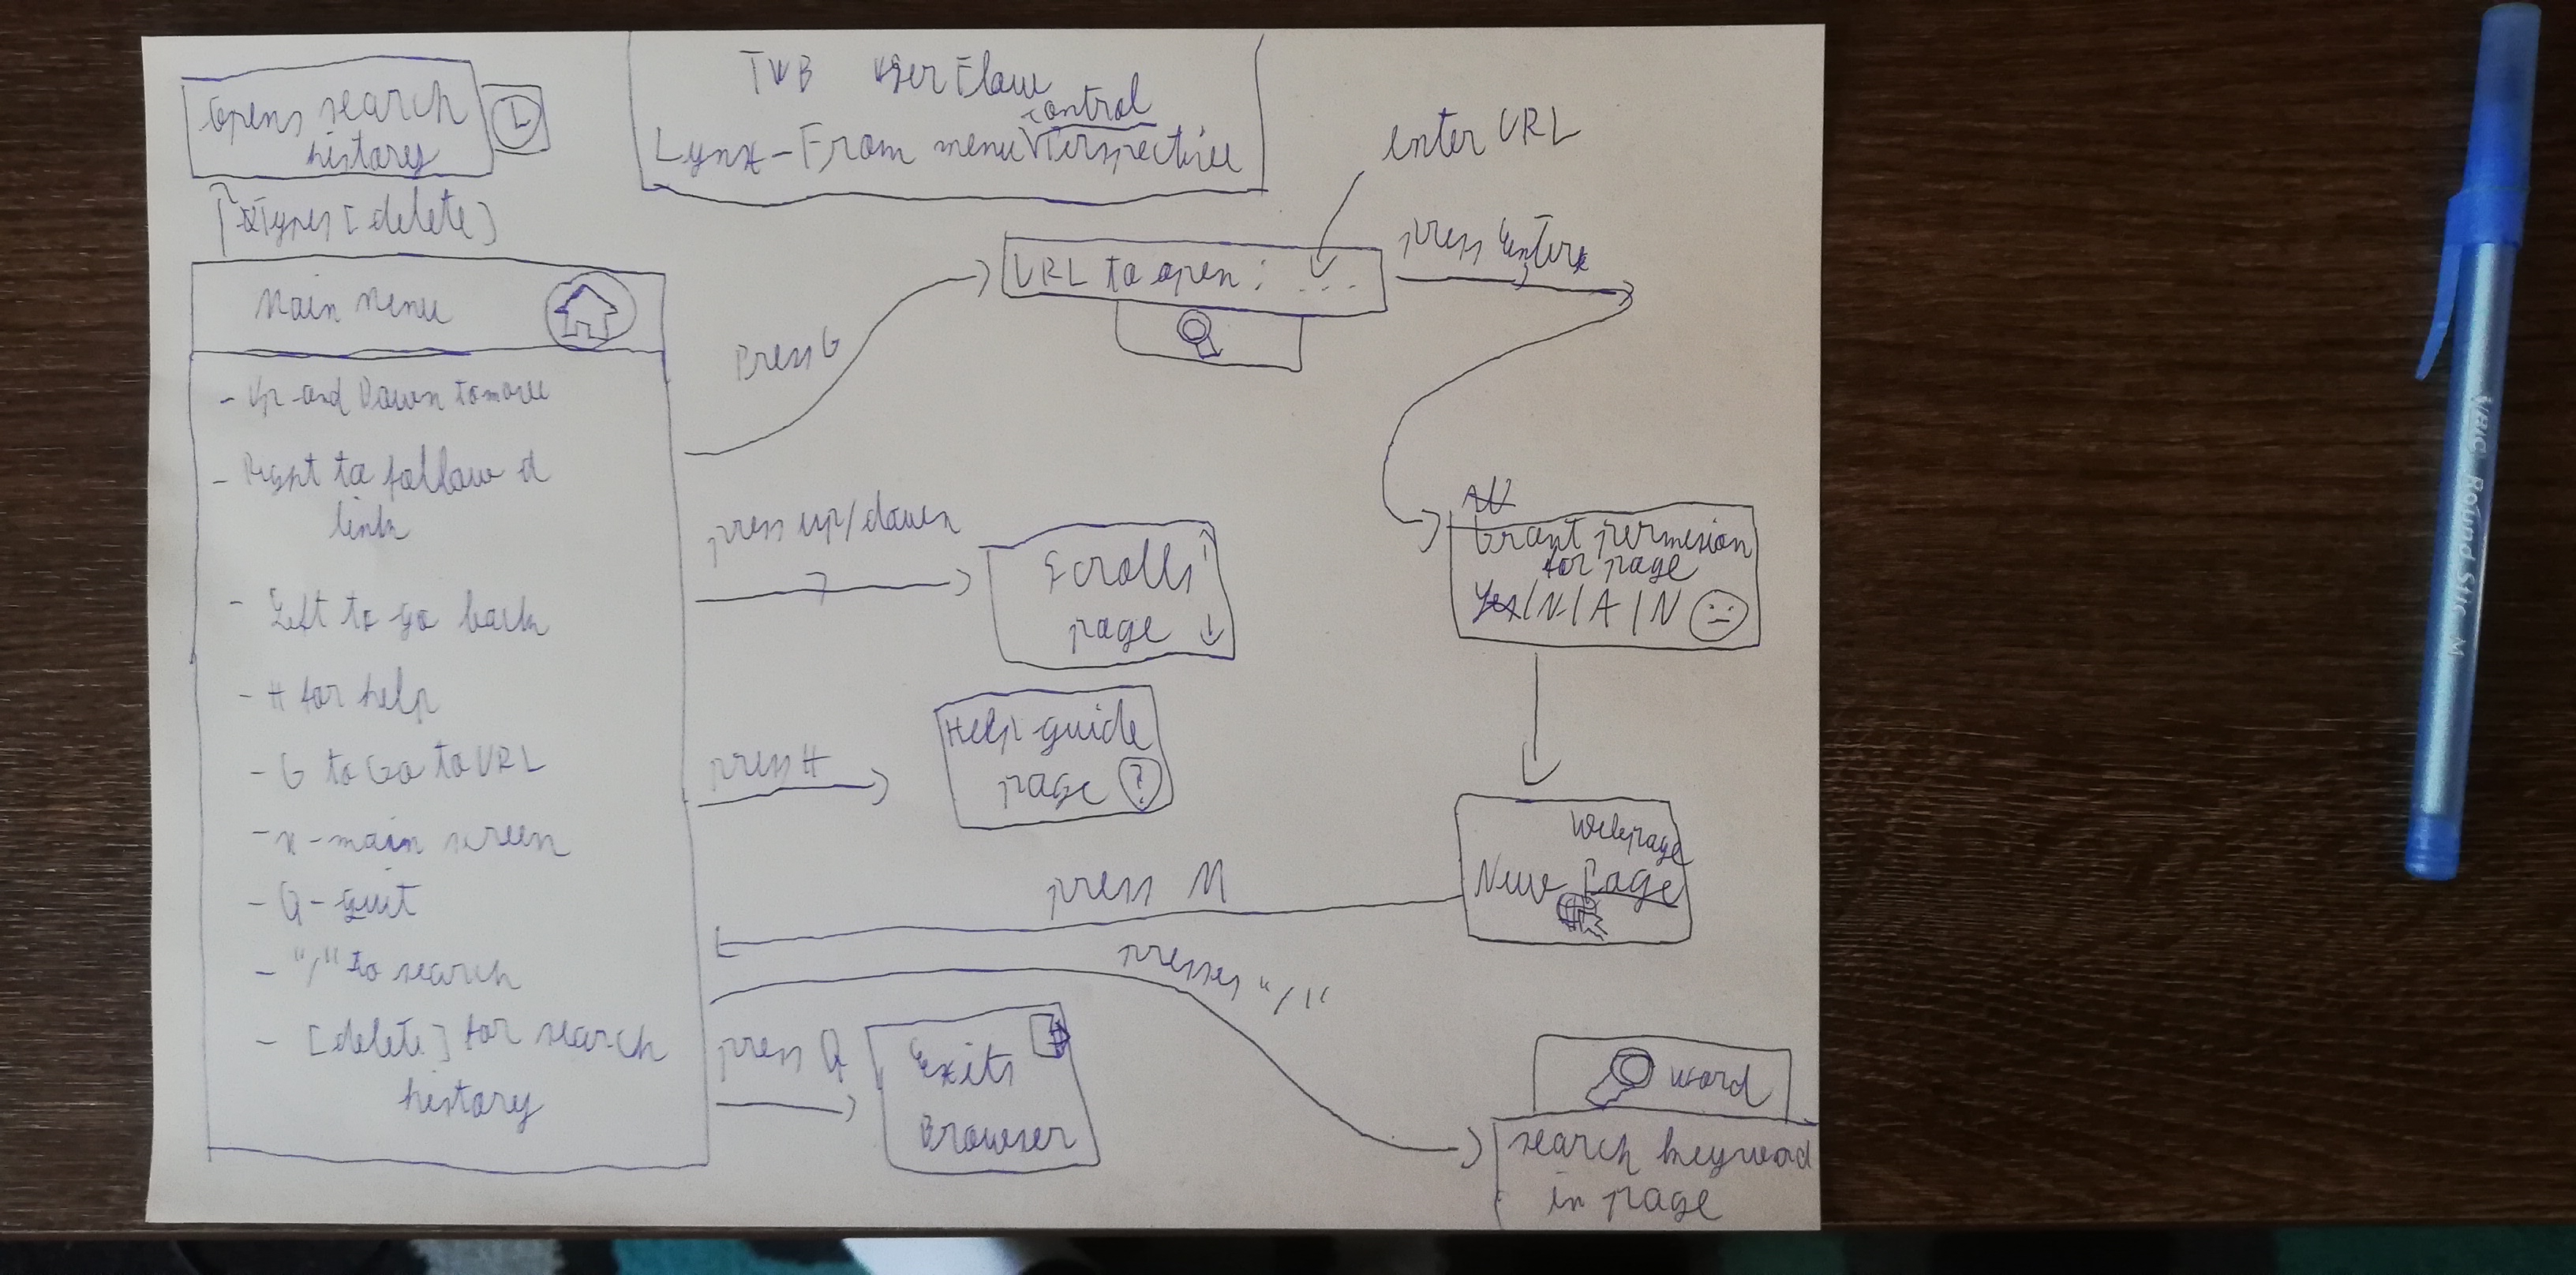 Opens search
history
L
Types [delete]
TWB User Flow
control
Lynx - From menu V Perspective
enter URL
Main Menu
- Up and Down to move
- Right to follow a
link
- Left to go back
- H for help
- G to Go to URL
- main screen
- Q - quit
- "/" to search
- [delete] for search
history
Press G
URL to open : ...
press Enter
press up/down
Scrolls
page
Grant permesion
for page
Yes/N/A/N
press H
Help guide
page ?
Webpage
New Page
press M
presses "/"
press Q
Exits
Browser
word
search keyword
in page
VBIC Round Stic M